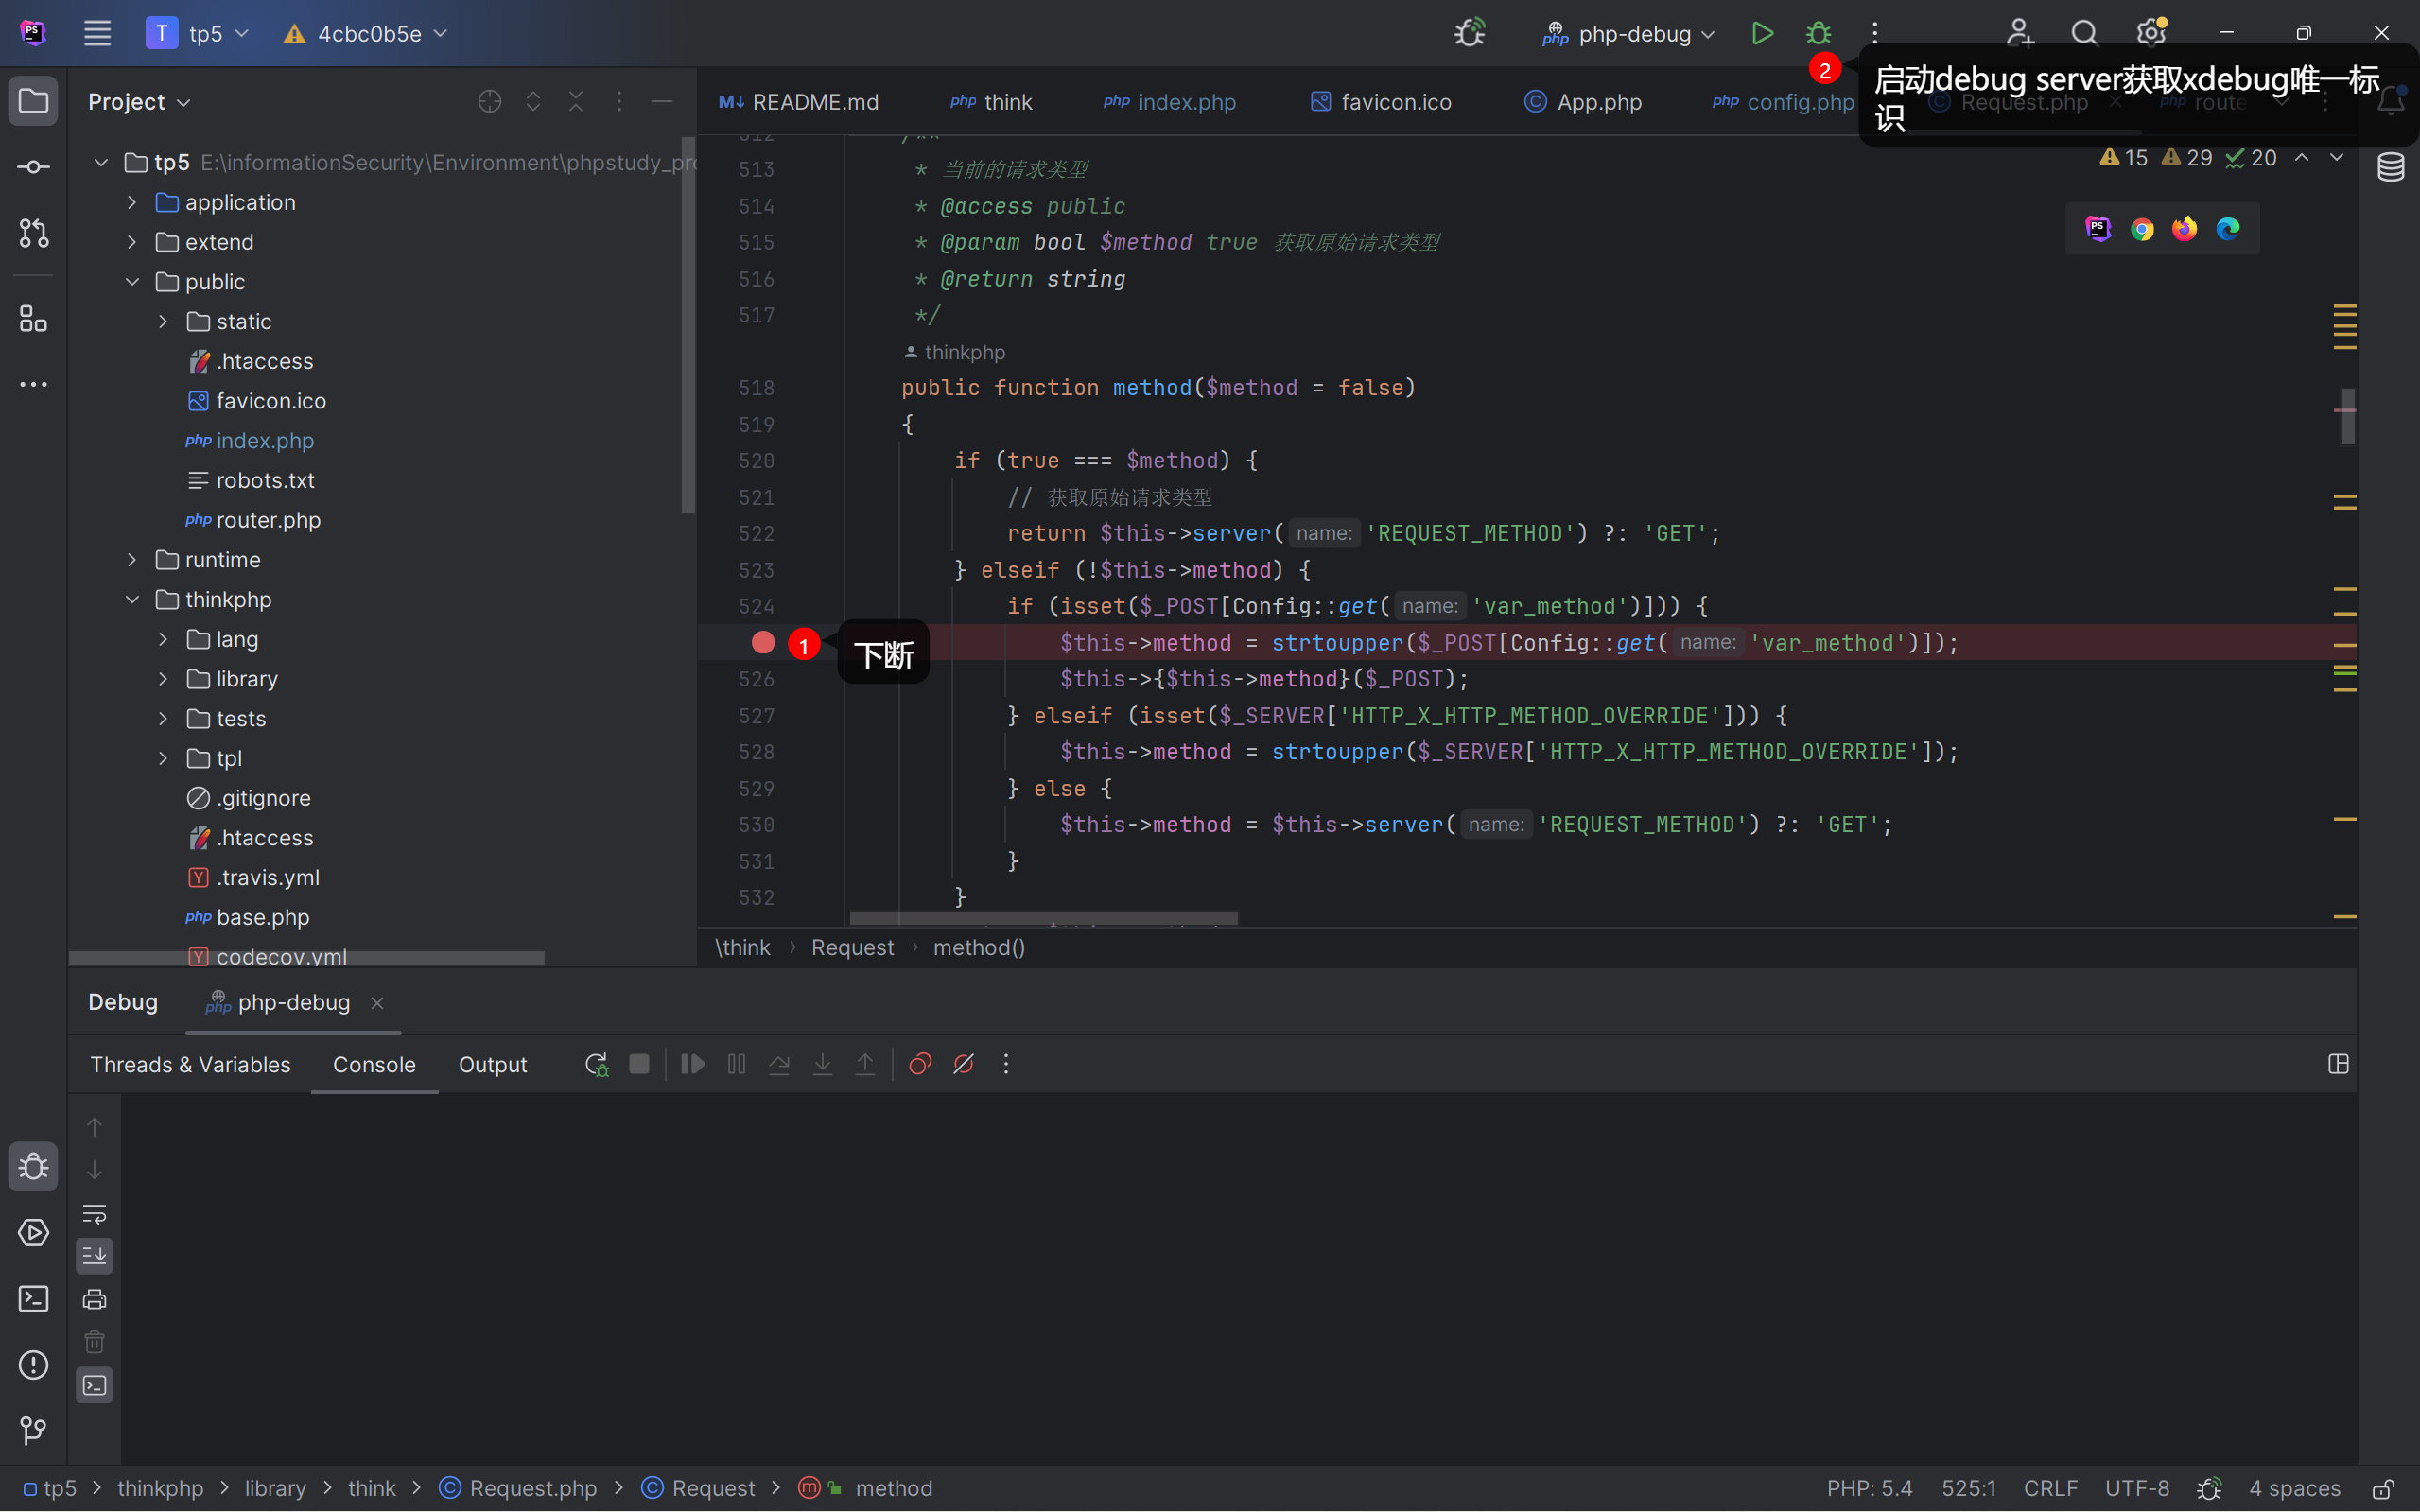 T tp5 4cbc0b5e php-debug
2
启动debug server获取xdebug唯一标
识
Project
README.md think index.php favicon.ico App.php config.php Request.php route
tp5 E:\informationSecurity\Environment\phpstudy_pro
application
extend
public
static
.htaccess
favicon.ico
index.php
robots.txt
router.php
runtime
thinkphp
lang
library
tests
tpl
.gitignore
.htaccess
.travis.yml
base.php
codecov.yml
15 29 20
512 /**
513 * 当前的请求类型
514 * @access public
515 * @param bool $method true 获取原始请求类型
516 * @return string
517 */
thinkphp
518 public function method($method = false)
519 {
520 if (true === $method) {
521 // 获取原始请求类型
522 return $this->server( name: 'REQUEST_METHOD') ?: 'GET';
523 } elseif (!$this->method) {
524 if (isset($_POST[Config::get( name: 'var_method')])) {
1 下断 $this->method = strtoupper($_POST[Config::get( name: 'var_method')]);
526 $this->{$this->method}($_POST);
527 } elseif (isset($_SERVER['HTTP_X_HTTP_METHOD_OVERRIDE'])) {
528 $this->method = strtoupper($_SERVER['HTTP_X_HTTP_METHOD_OVERRIDE']);
529 } else {
530 $this->method = $this->server( name: 'REQUEST_METHOD') ?: 'GET';
531 }
532 }
\think > Request > method()
Debug php-debug
Threads & Variables Console Output
tp5 > thinkphp > library > think > Request.php > Request > method
PHP: 5.4 525:1 CRLF UTF-8 4 spaces